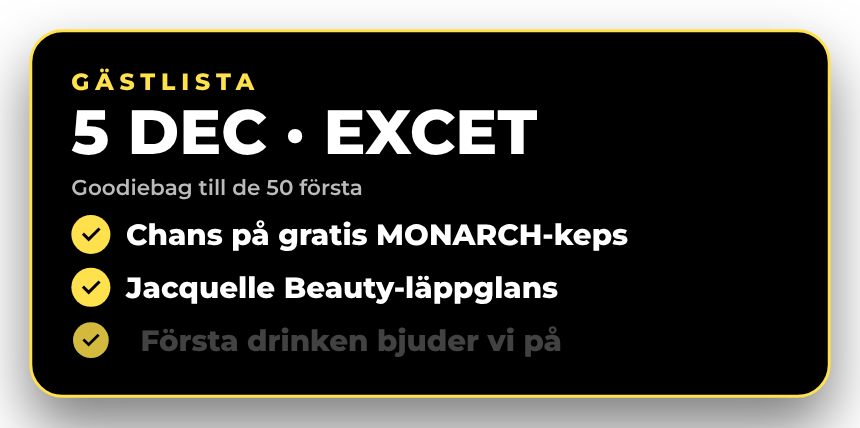 GÄSTLISTA
5 DEC · EXCET
Goodiebag till de 50 första
Chans på gratis MONARCH-keps
Jacquelle Beauty-läppglans
Första drinken bjuder vi på